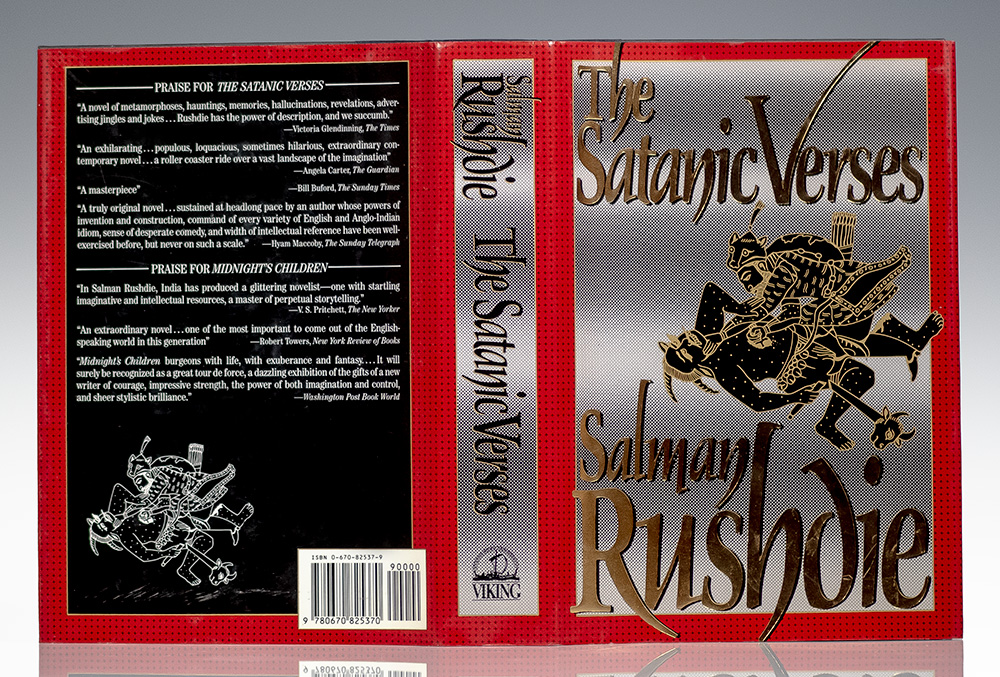 PRAISE FOR THE SATANIC VERSES
“A novel of metamorphoses, hauntings, memories, hallucinations, revelations, adver-
tising jingles and jokes . . . Rushdie has the power of description, and we succumb.”
—Victoria Glendinning, The Times
“An exhilarating . . . populous, loquacious, sometimes hilarious, extraordinary con-
temporary novel . . . a roller coaster ride over a vast landscape of the imagination”
—Angela Carter, The Guardian
“A masterpiece” —Bill Buford, The Sunday Times
“A truly original novel . . . sustained at headlong pace by an author whose powers of
invention and construction, command of every variety of English and Anglo-Indian
idiom, sense of desperate comedy, and width of intellectual reference have been well-
exercised before, but never on such a scale.” —Hyam Maccoby, The Sunday Telegraph
PRAISE FOR MIDNIGHT’S CHILDREN
“In Salman Rushdie, India has produced a glittering novelist—one with startling
imaginative and intellectual resources, a master of perpetual storytelling.”
—V. S. Pritchett, The New Yorker
“An extraordinary novel . . . one of the most important to come out of the English-
speaking world in this generation” —Robert Towers, New York Review of Books
“Midnight’s Children burgeons with life, with exuberance and fantasy. . . . It will
surely be recognized as a great tour de force, a dazzling exhibition of the gifts of a new
writer of courage, impressive strength, the power of both imagination and control,
and sheer stylistic brilliance.” —Washington Post Book World
ISBN 0-670-82537-9
90000
9 780670 825370
Salman
Rushdie
The Satanic Verses
VIKING
The
Satanic Verses
Salman
Rushdie